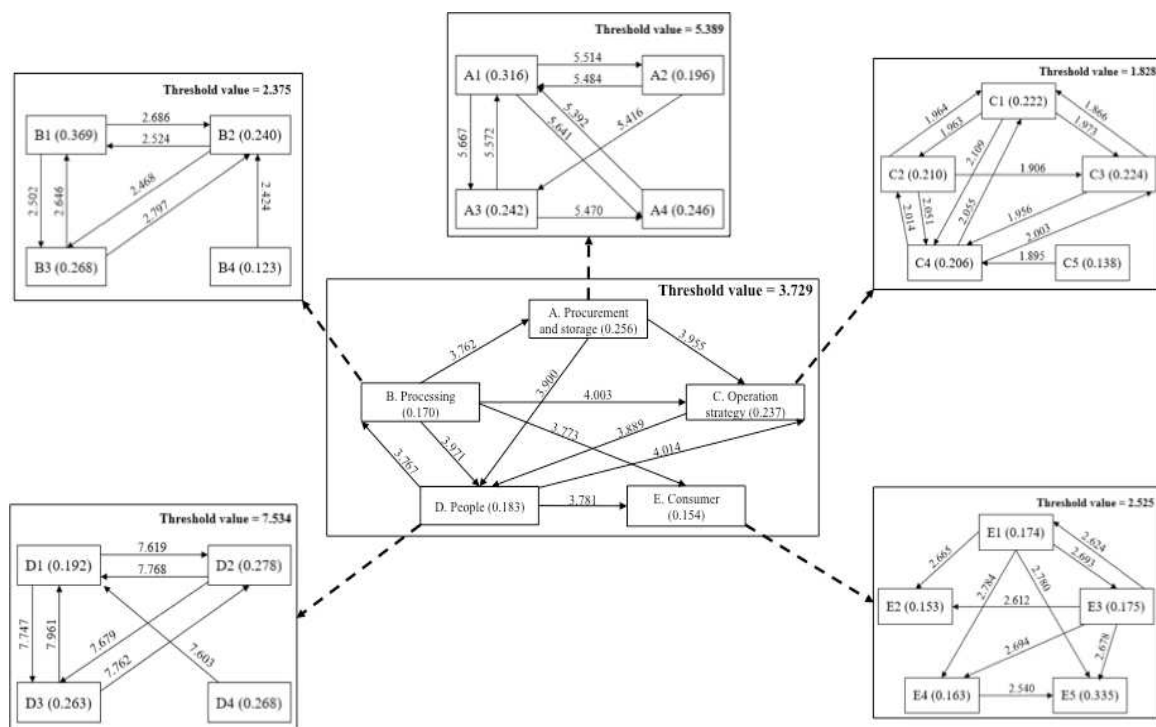 Threshold value = 5.389
A1 (0.316)
5.514
5.484
A2 (0.196)
5.667
5.572
5.641
5.392
5.416
A3 (0.242)
5.470
A4 (0.246)
Threshold value = 2.375
B1 (0.369)
2.686
2.524
B2 (0.240)
2.502
2.646
2.468
2.797
2.424
B3 (0.268)
B4 (0.123)
Threshold value = 1.828
C1 (0.222)
1.964
1.963
1.866
1.973
2.109
C2 (0.210)
1.906
C3 (0.224)
2.014
2.051
2.055
1.956
2.003
C4 (0.206)
1.895
C5 (0.138)
Threshold value = 3.729
A. Procurement
and storage (0.256)
3.762
3.955
3.900
B. Processing
(0.170)
4.003
C. Operation
strategy (0.237)
3.767
3.971
3.773
3.889
4.014
D. People (0.183)
3.781
E. Consumer
(0.154)
Threshold value = 7.534
D1 (0.192)
7.619
7.768
D2 (0.278)
7.747
7.961
7.679
7.762
7.603
D3 (0.263)
D4 (0.268)
Threshold value = 2.525
E1 (0.174)
2.665
2.624
2.693
2.784
2.780
E2 (0.153)
2.612
E3 (0.175)
2.694
2.678
E4 (0.163)
2.540
E5 (0.335)